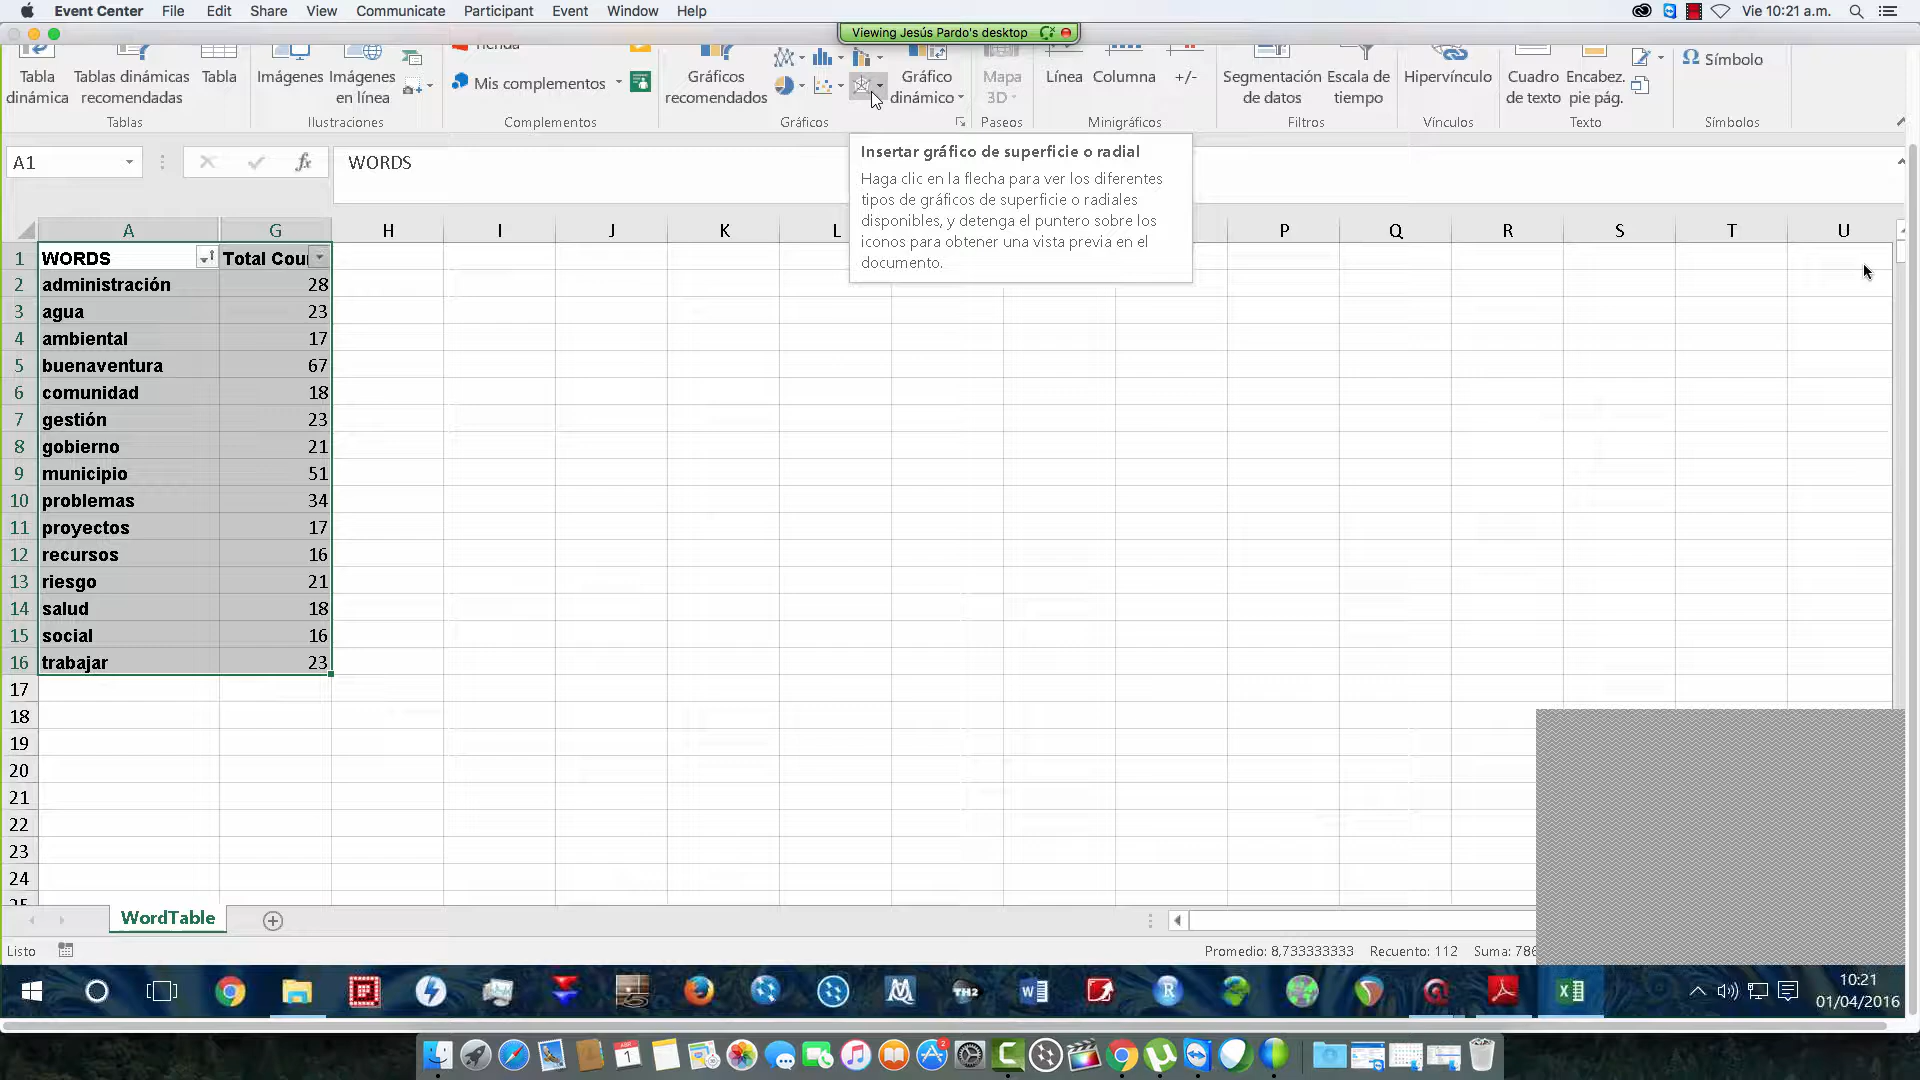 Event Center File Edit Share View Communicate Participant Event Window Help Vie 10:21 a.m.
Viewing Jesús Pardo's desktop
Tienda
Tabla dinámica
Tablas dinámicas recomendadas
Tabla
Imágenes
Imágenes en línea
Mis complementos
Gráficos recomendados
Gráfico dinámico
Mapa 3D
Línea
Columna
+/-
Segmentación de datos
Escala de tiempo
Hipervínculo
Cuadro de texto
Encabez. pie pág.
Símbolo
Tablas Ilustraciones Complementos Gráficos Paseos Minigráficos Filtros Vínculos Texto Símbolos
A1 fx WORDS
Insertar gráfico de superficie o radial
Haga clic en la flecha para ver los diferentes
tipos de gráficos de superficie o radiales
disponibles, y detenga el puntero sobre los
iconos para obtener una vista previa en el
documento.
A G H I J K L P Q R S T U
1 WORDS Total Cou
2 administración 28
3 agua 23
4 ambiental 17
5 buenaventura 67
6 comunidad 18
7 gestión 23
8 gobierno 21
9 municipio 51
10 problemas 34
11 proyectos 17
12 recursos 16
13 riesgo 21
14 salud 18
15 social 16
16 trabajar 23
17
18
19
20
21
22
23
24
25
WordTable
Listo Promedio: 8,733333333 Recuento: 112 Suma: 786
TH2
10:21
01/04/2016
ABR
1
2